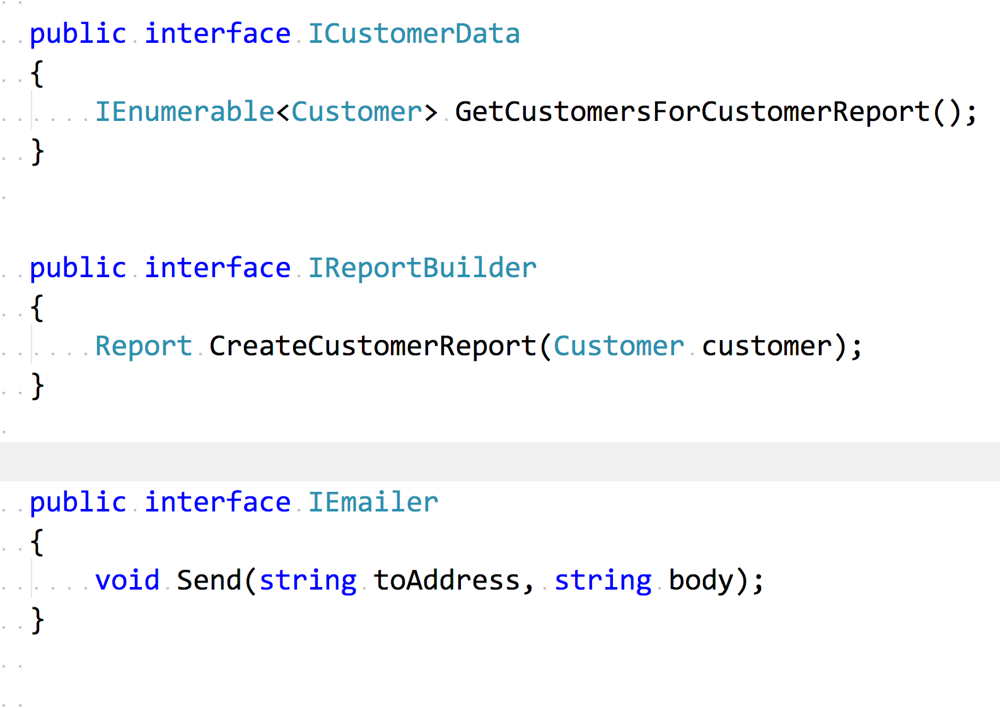 public interface ICustomerData
{
    IEnumerable<Customer> GetCustomersForCustomerReport();
}
public interface IReportBuilder
{
    Report CreateCustomerReport(Customer customer);
}
public interface IEmailer
{
    void Send(string toAddress, string body);
}